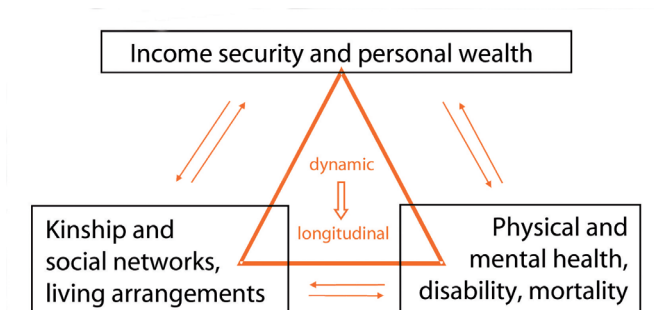 Income security and personal wealth
dynamic
longitudinal
Kinship and
social networks,
living arrangements
Physical and
mental health,
disability, mortality